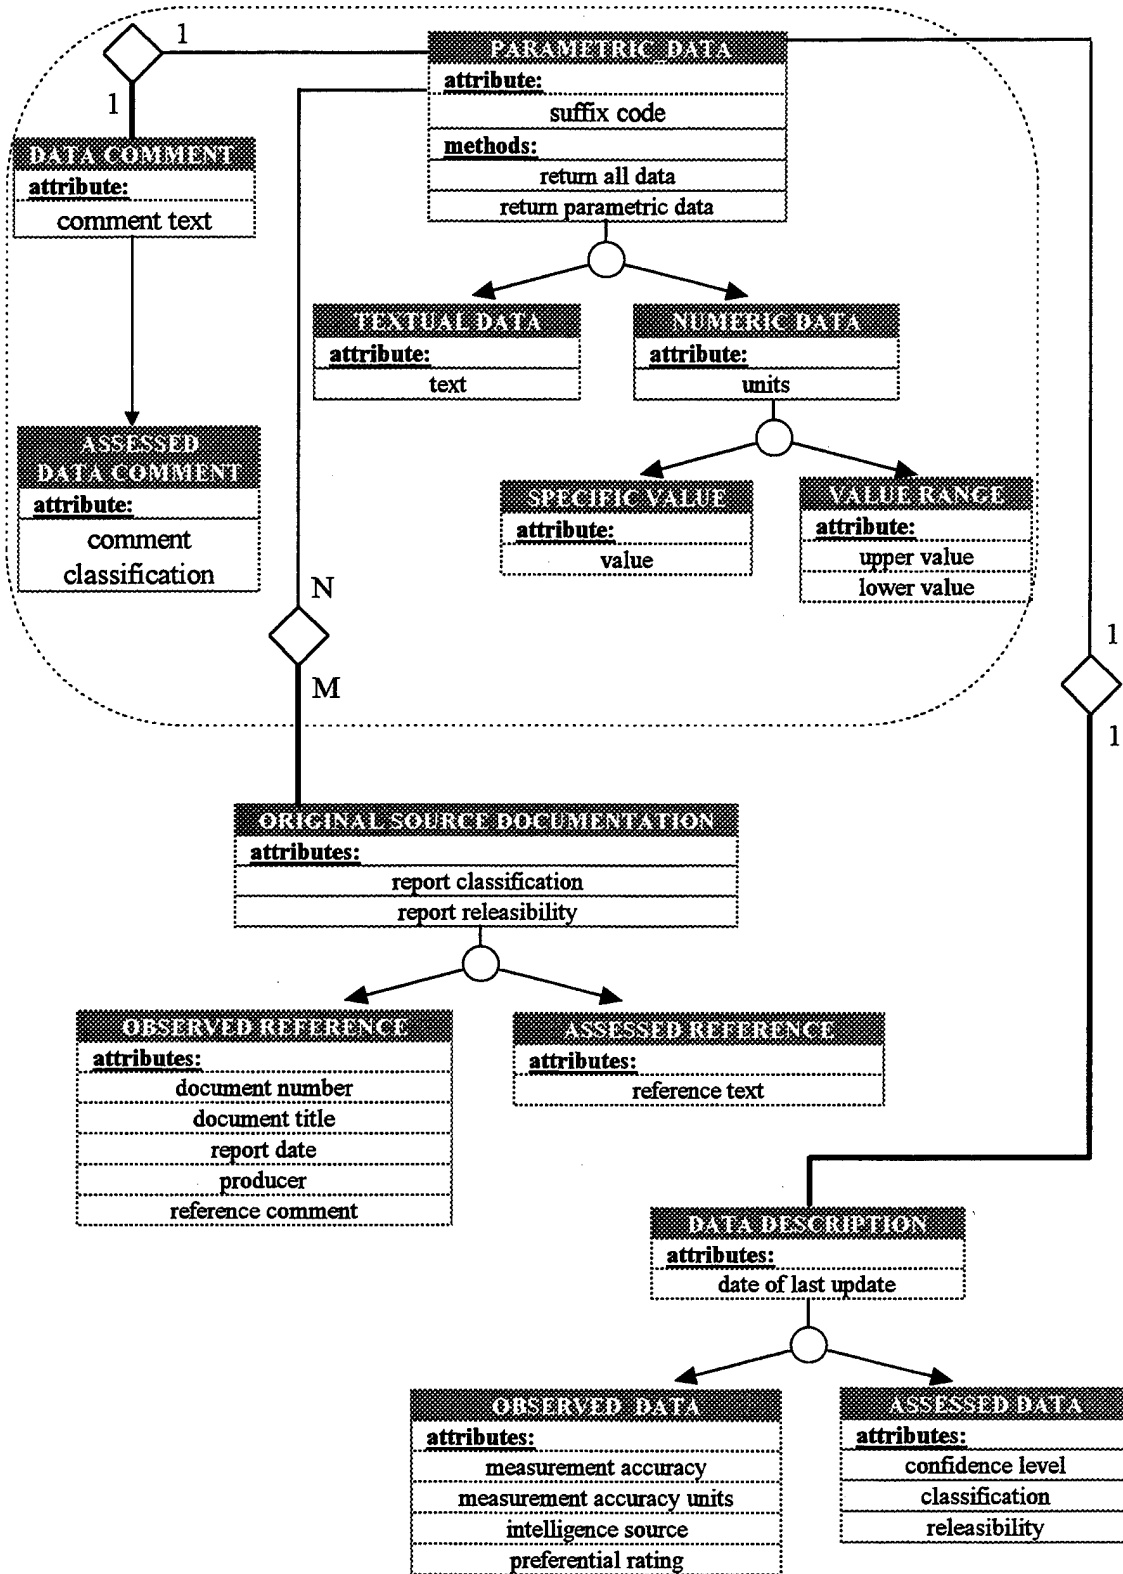 1
PARAMETRIC DATA
attribute:
suffix code
methods:
return all data
return parametric data
1
DATA COMMENT
attribute:
comment text
TEXTUAL DATA
attribute:
text
NUMERIC DATA
attribute:
units
ASSESSED
DATA COMMENT
attribute:
comment
classification
SPECIFIC VALUE
attribute:
value
VALUE RANGE
attribute:
upper value
lower value
N
M
1
1
ORIGINAL SOURCE DOCUMENTATION
attributes:
report classification
report releasibility
OBSERVED REFERENCE
attributes:
document number
document title
report date
producer
reference comment
ASSESSED REFERENCE
attributes:
reference text
DATA DESCRIPTION
attributes:
date of last update
OBSERVED DATA
attributes:
measurement accuracy
measurement accuracy units
intelligence source
preferential rating
ASSESSED DATA
attributes:
confidence level
classification
releasibility